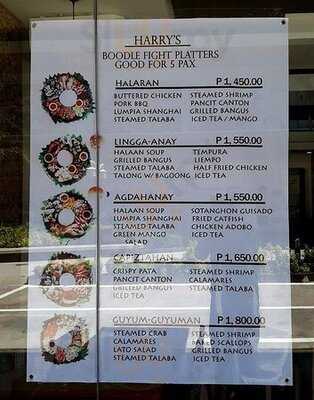 HARRY'S
BOODLE FIGHT PLATTERS
GOOD FOR 5 PAX
HALARAN P 1,450.00
BUTTERED CHICKEN STEAMED SHRIMP
PORK BBQ PANCIT CANTON
LUMPIA SHANGHAI GRILLED BANGUS
STEAMED TALABA ICED TEA / MANGO
LINGGA-ANAY P 1,550.00
HALAAN SOUP TEMPURA
GRILLED BANGUS LIEMPO
STEAMED TALABA HALF FRIED CHICKEN
TALONG W/ BAGOONG ICED TEA
AGDAHANAY P 1,550.00
HALAAN SOUP SOTANGHON GUISADO
LUMPIA SHANGHAI FRIED CATFISH
STEAMED TALABA CHICKEN ADOBO
GREEN MANGO ICED TEA
SALAD
CAPIZTAHAN P 1,650.00
CRISPY PATA STEAMED SHRIMP
PANCIT CANTON CALAMARES
GRILLED BANGUS STEAMED TALABA
ICED TEA
GUYUM-GUYUMAN P 1,800.00
STEAMED CRAB STEAMED SHRIMP
CALAMARES BAKED SCALLOPS
LATO SALAD GRILLED BANGUS
STEAMED TALABA ICED TEA